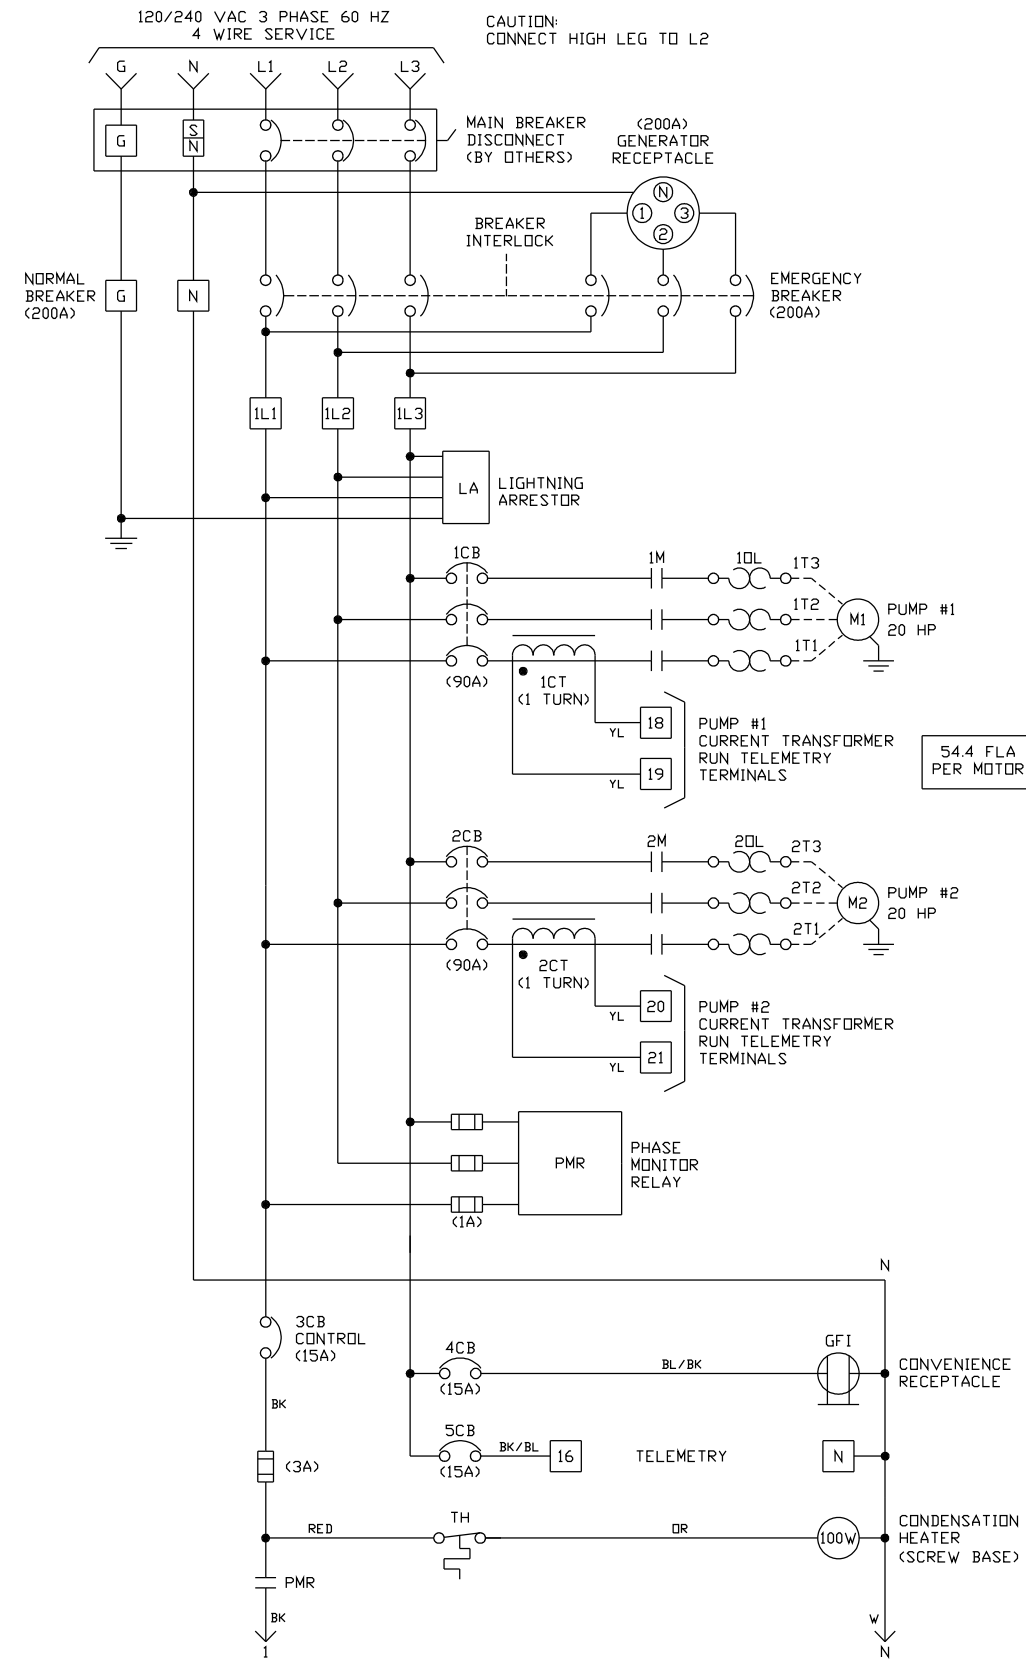 120/240 VAC 3 PHASE 60 HZ
4 WIRE SERVICE
CAUTION:
CONNECT HIGH LEG TO L2
G
N
L1
L2
L3
G
S
N
MAIN BREAKER
DISCONNECT
(BY OTHERS)
(200A)
GENERATOR
RECEPTACLE
N
1
3
2
BREAKER
INTERLOCK
NORMAL
BREAKER
(200A)
G
N
EMERGENCY
BREAKER
(200A)
1L1
1L2
1L3
LA
LIGHTNING
ARRESTOR
1CB
1M
1OL
1T3
1T2
1T1
M1
PUMP #1
20 HP
(90A)
1CT
(1 TURN)
YL
18
YL
19
PUMP #1
CURRENT TRANSFORMER
RUN TELEMETRY
TERMINALS
54.4 FLA
PER MOTOR
2CB
2M
2OL
2T3
2T2
2T1
M2
PUMP #2
20 HP
(90A)
2CT
(1 TURN)
YL
20
YL
21
PUMP #2
CURRENT TRANSFORMER
RUN TELEMETRY
TERMINALS
PMR
PHASE
MONITOR
RELAY
(1A)
N
3CB
CONTROL
(15A)
4CB
(15A)
BL/BK
GFI
CONVENIENCE
RECEPTACLE
BK
5CB
(15A)
BK/BL
16
TELEMETRY
N
(3A)
RED
TH
OR
100W
CONDENSATION
HEATER
(SCREW BASE)
PMR
BK
1
W
N